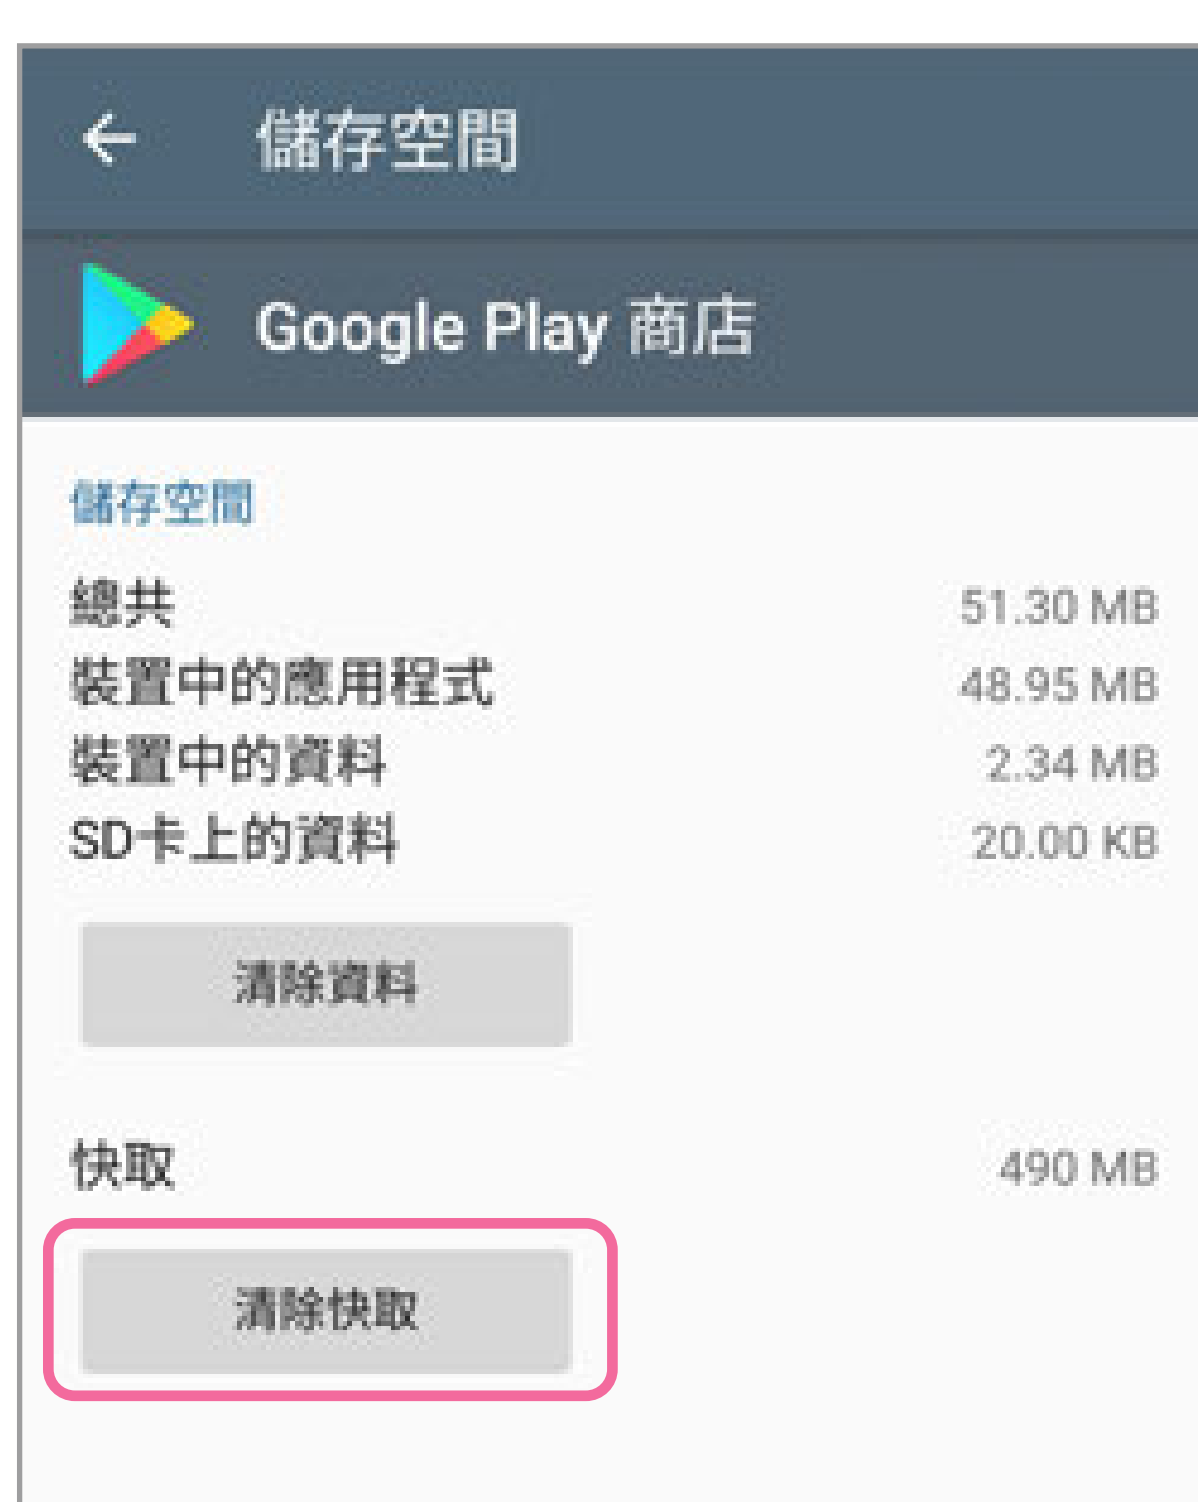 儲存空間
Google Play 商店
儲存空間
總共 51.30 MB
裝置中的應用程式 48.95 MB
裝置中的資料 2.34 MB
SD卡上的資料 20.00 KB
清除資料
快取 490 MB
清除快取